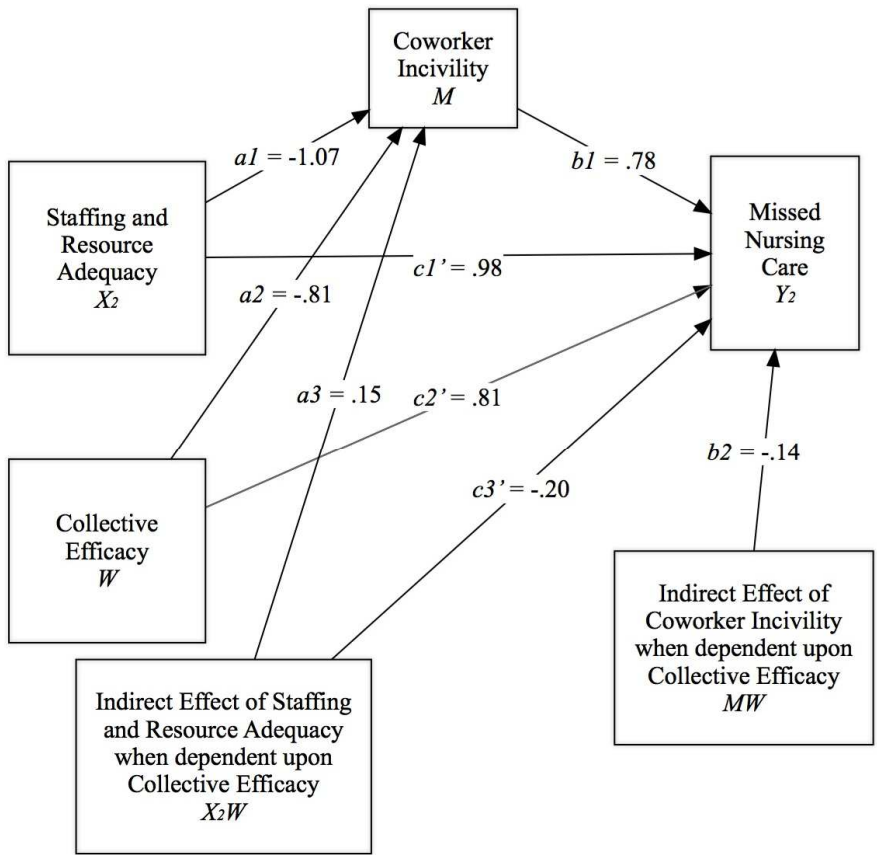 Coworker
Incivility
M
a1 = -1.07
b1 = .78
Staffing and
Resource
Adequacy
X2
Missed
Nursing
Care
Y2
c1’= .98
a2 = -.81
a3 = .15
c2’= .81
b2 = -.14
c3’= -.20
Collective
Efficacy
W
Indirect Effect of
Coworker Incivility
when dependent upon
Collective Efficacy
MW
Indirect Effect of Staffing
and Resource Adequacy
when dependent upon
Collective Efficacy
X2W